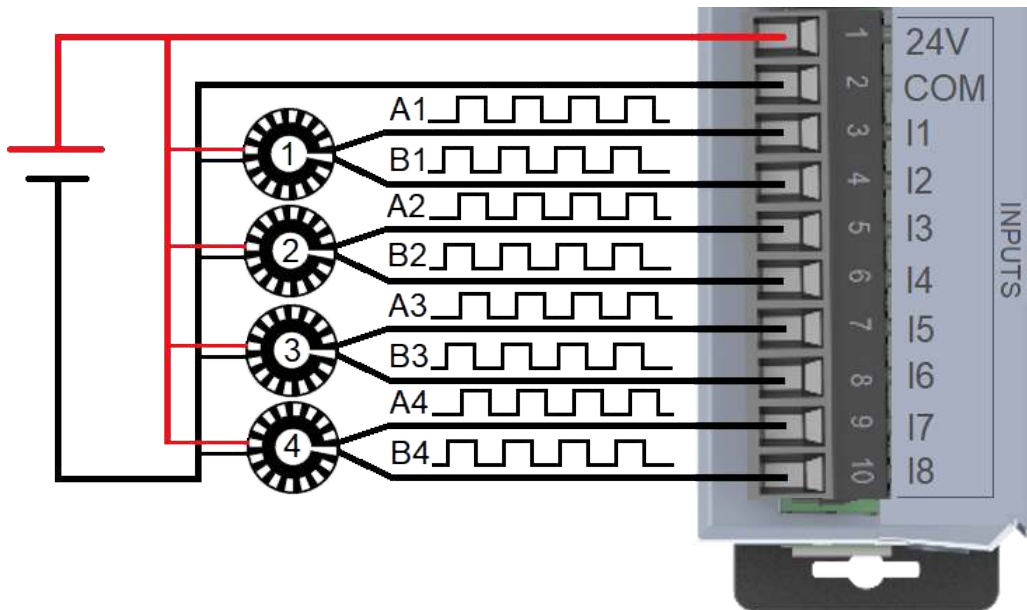 1 24V
2 COM
A1
3 I1
1
B1
4 I2
A2
5 I3
2
B2
6 I4
A3
7 I5
3
B3
8 I6
A4
9 I7
4
B4
10 I8
INPUTS